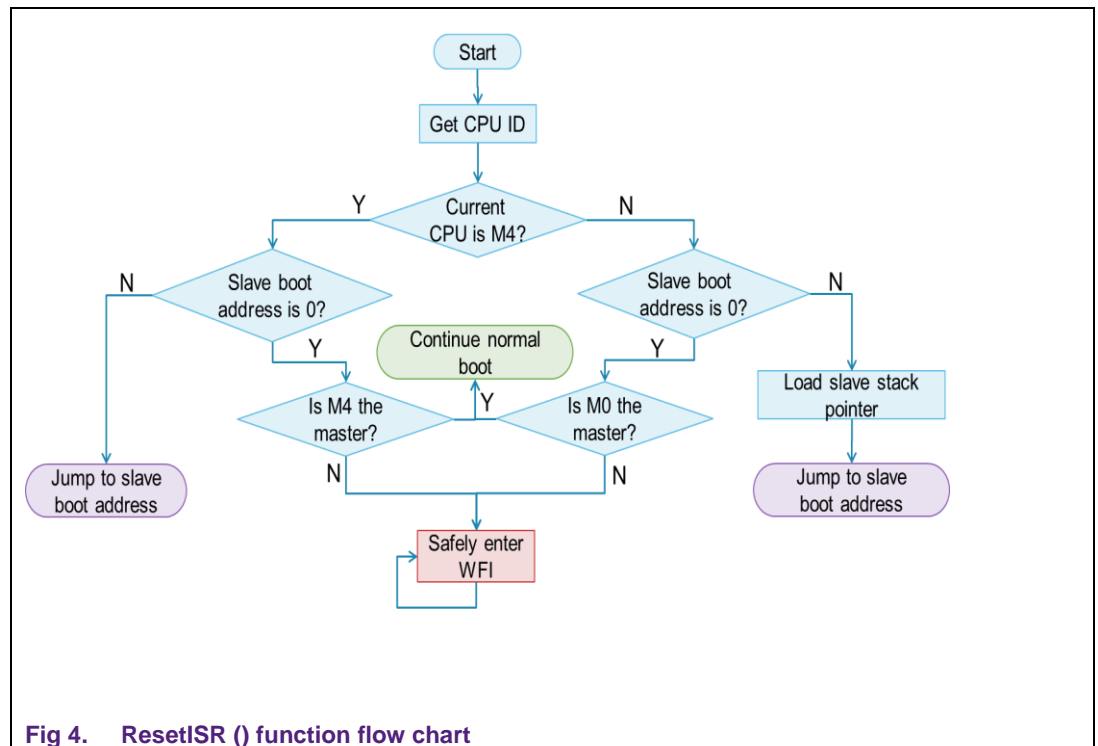 Start
Get CPU ID
Y
Current
CPU is M4?
N
N
Slave boot
address is 0?
Slave boot
address is 0?
N
Y
Continue normal
boot
Y
Load slave stack
pointer
Is M4 the
master?
Y
Is M0 the
master?
N
N
Jump to slave
boot address
Jump to slave
boot address
Safely enter
WFI
Fig 4. ResetISR () function flow chart